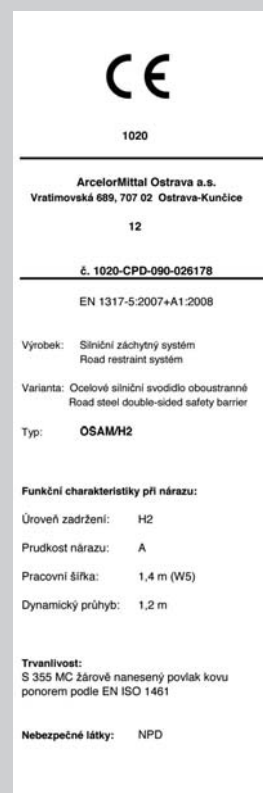 CE
1020
ArcelorMittal Ostrava a.s.
Vratimovská 689, 707 02 Ostrava-Kunčice
12
č. 1020-CPD-090-026178
EN 1317-5:2007+A1:2008
Výrobek: Silniční záchytný systém
Road restraint systém
Varianta: Ocelové silniční svodidlo oboustranné
Road steel double-sided safety barrier
Typ: OSAM/H2
Funkční charakteristiky při nárazu:
Úroveň zadržení: H2
Prudkost nárazu: A
Pracovní šířka: 1,4 m (W5)
Dynamický průhyb: 1,2 m
Trvanlivost:
S 355 MC žárově nanesený povlak kovu
ponorem podle EN ISO 1461
Nebezpečné látky: NPD